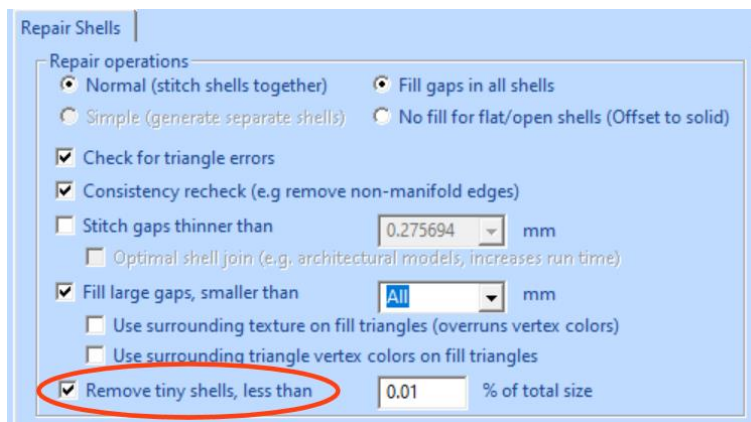 Repair Shells
Repair operations
Normal (stitch shells together) Fill gaps in all shells
Simple (generate separate shells) No fill for flat/open shells (Offset to solid)
Check for triangle errors
Consistency recheck (e.g remove non-manifold edges)
Stitch gaps thinner than 0.275694 mm
Optimal shell join (e.g. architectural models, increases run time)
Fill large gaps, smaller than All mm
Use surrounding texture on fill triangles (overruns vertex colors)
Use surrounding triangle vertex colors on fill triangles
Remove tiny shells, less than 0.01 % of total size